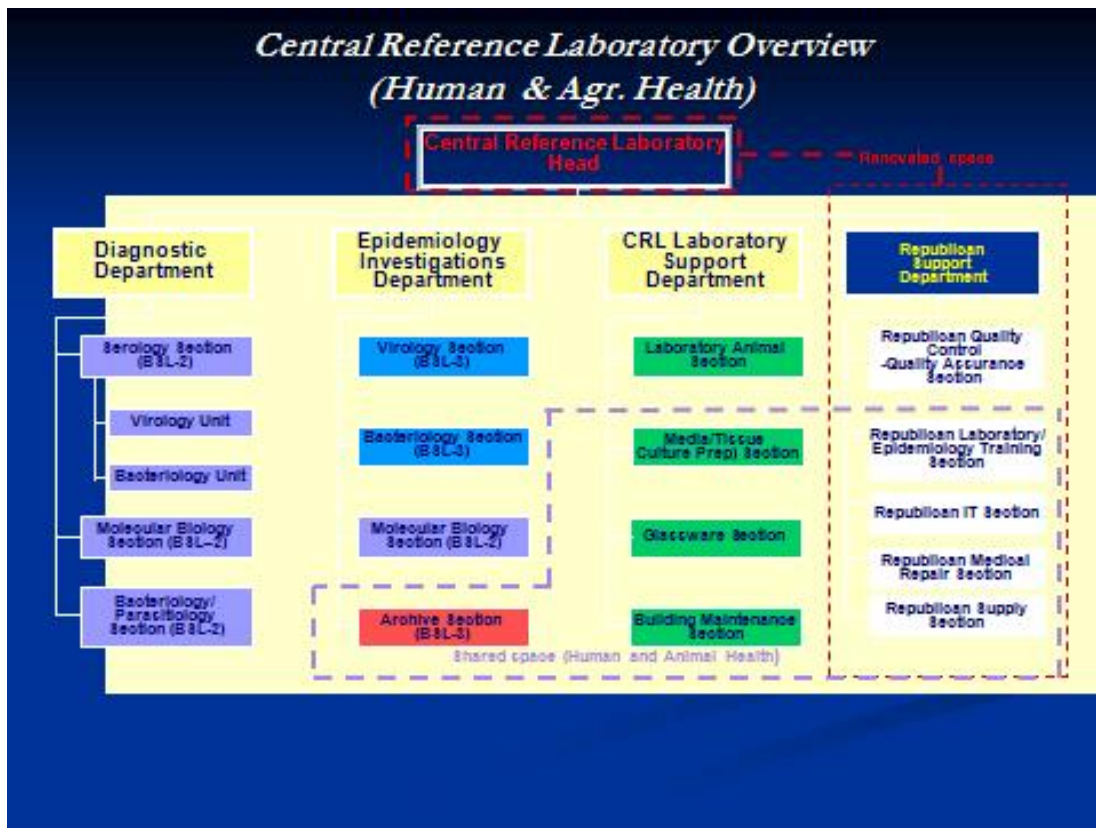 Central Reference Laboratory Overview
(Human & Agr. Health)
Central Reference Laboratory
Head
Renovated space
Diagnostic
Department
Epidemiology
Investigations
Department
CRL Laboratory
Support
Department
Republican
Support
Department
Serology Section
(BSL-2)
Virology Unit
Bacteriology Unit
Molecular Biology
Section (BSL-2)
Bacteriology/
Parasitiology
Section (BSL-2)
Virology Section
(BSL-3)
Bacteriology Section
(BSL-3)
Molecular Biology
Section (BSL-2)
Archive Section
(BSL-3)
Laboratory Animal
Section
Media/Tissue
Culture Prep) Section
Glassware Section
Building Maintenance
Section
Republican Quality
Control
-Quality Assurance
Section
Republican Laboratory/
Epidemiology Training
Section
Republican IT Section
Republican Medical
Repair Section
Republican Supply
Section
Shared space (Human and Animal Health)